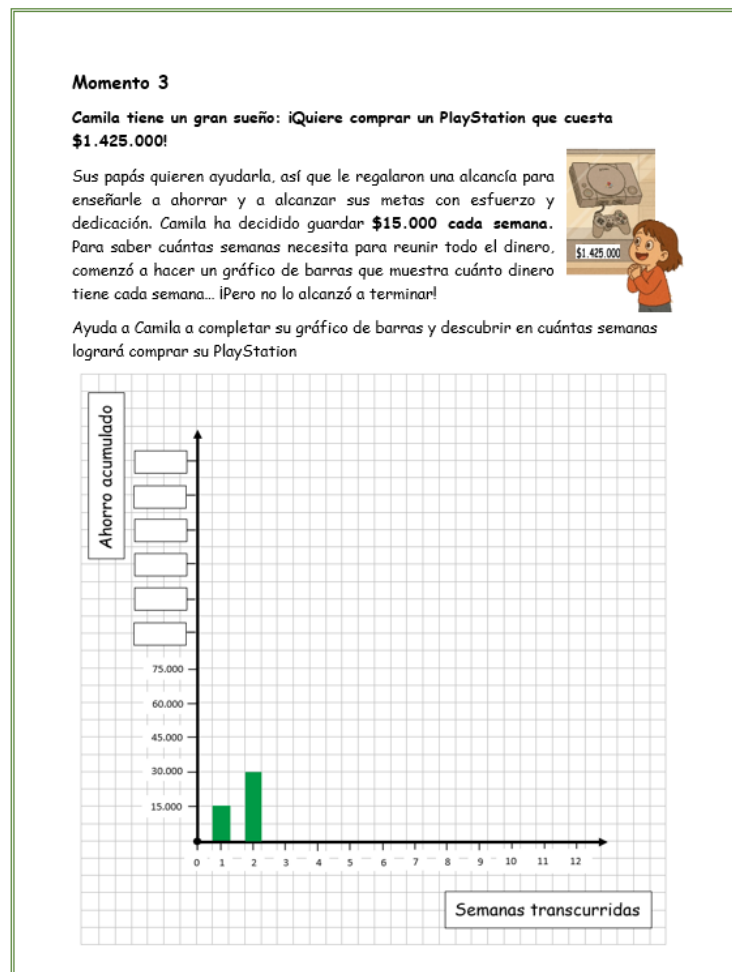 Momento 3
Camila tiene un gran sueño: ¡Quiere comprar un PlayStation que cuesta
$1.425.000!
Sus papás quieren ayudarla, así que le regalaron una alcancía para
enseñarle a ahorrar y a alcanzar sus metas con esfuerzo y
dedicación. Camila ha decidido guardar $15.000 cada semana.
Para saber cuántas semanas necesita para reunir todo el dinero,
comenzó a hacer un gráfico de barras que muestra cuánto dinero
tiene cada semana... ¡Pero no lo alcanzó a terminar!
$1.425.000
Ayuda a Camila a completar su gráfico de barras y descubrir en cuántas semanas
logrará comprar su PlayStation
Ahorro acumulado
75.000
60.000
45.000
30.000
15.000
0 1 2 3 4 5 6 7 8 9 10 11 12
Semanas transcurridas